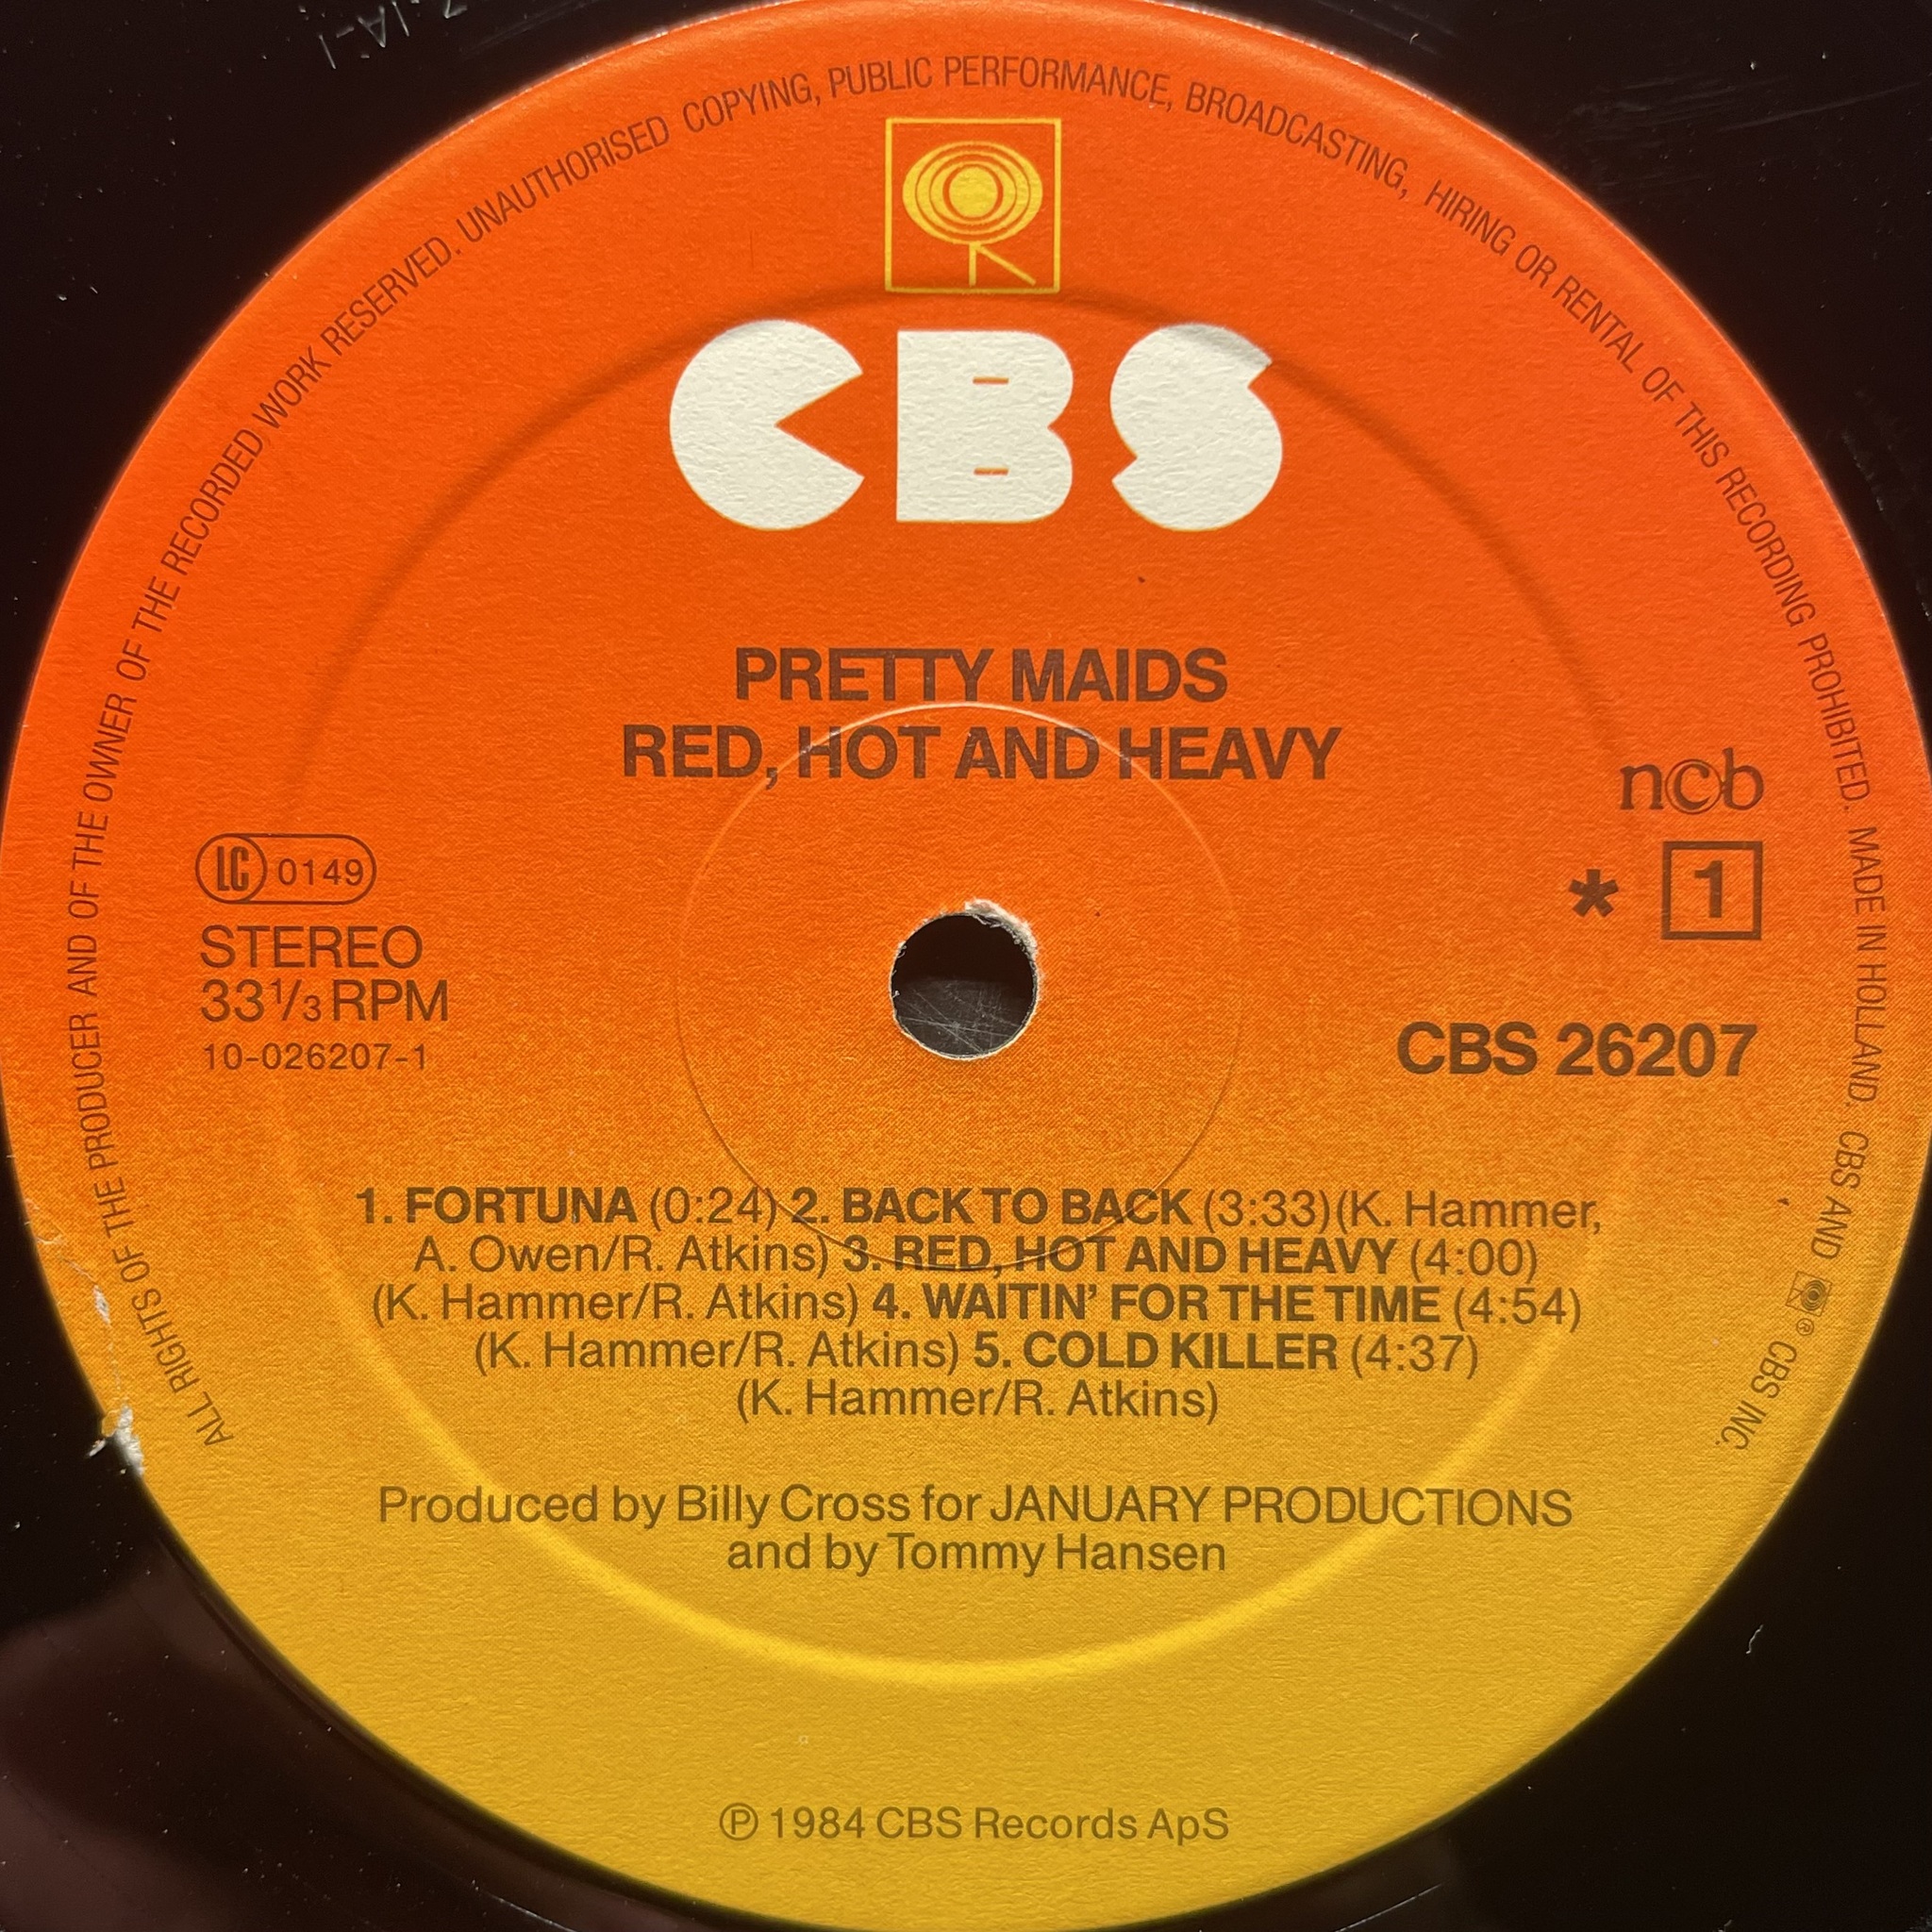 ALL RIGHTS OF THE PRODUCER AND OF THE OWNER OF THE RECORDED WORK RESERVED. UNAUTHORISED COPYING, PUBLIC PERFORMANCE, BROADCASTING, HIRING OR RENTAL OF THIS RECORDING PROHIBITED. MADE IN HOLLAND. CBS AND ® CBS INC.
CBS
PRETTY MAIDS
RED, HOT AND HEAVY
ncb
LC 0149
* 1
STEREO
33 1/3 RPM
10-026207-1
CBS 26207
1. FORTUNA (0:24) 2. BACK TO BACK (3:33) (K. Hammer,
A. Owen/R. Atkins) 3. RED, HOT AND HEAVY (4:00)
(K. Hammer/R. Atkins) 4. WAITIN' FOR THE TIME (4:54)
(K. Hammer/R. Atkins) 5. COLD KILLER (4:37)
(K. Hammer/R. Atkins)
Produced by Billy Cross for JANUARY PRODUCTIONS
and by Tommy Hansen
℗ 1984 CBS Records ApS